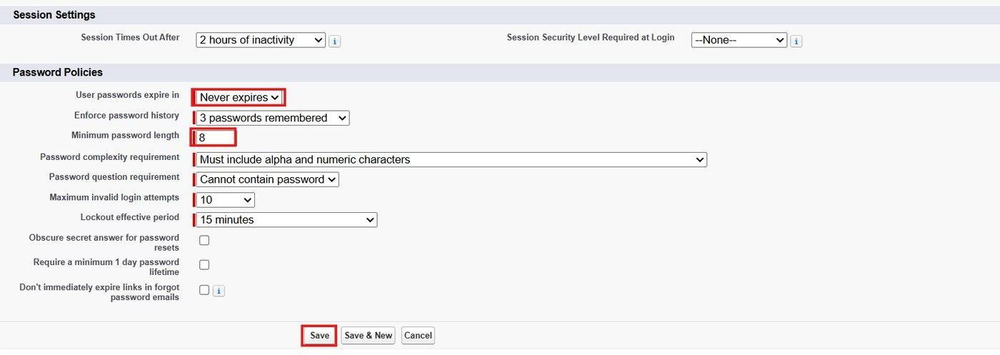 Session Settings
Session Times Out After 2 hours of inactivity i Session Security Level Required at Login --None-- i
Password Policies
User passwords expire in Never expires
Enforce password history 3 passwords remembered
Minimum password length 8
Password complexity requirement Must include alpha and numeric characters
Password question requirement Cannot contain password
Maximum invalid login attempts 10
Lockout effective period 15 minutes
Obscure secret answer for password
resets
Require a minimum 1 day password
lifetime
Don't immediately expire links in forgot i
password emails
Save Save & New Cancel